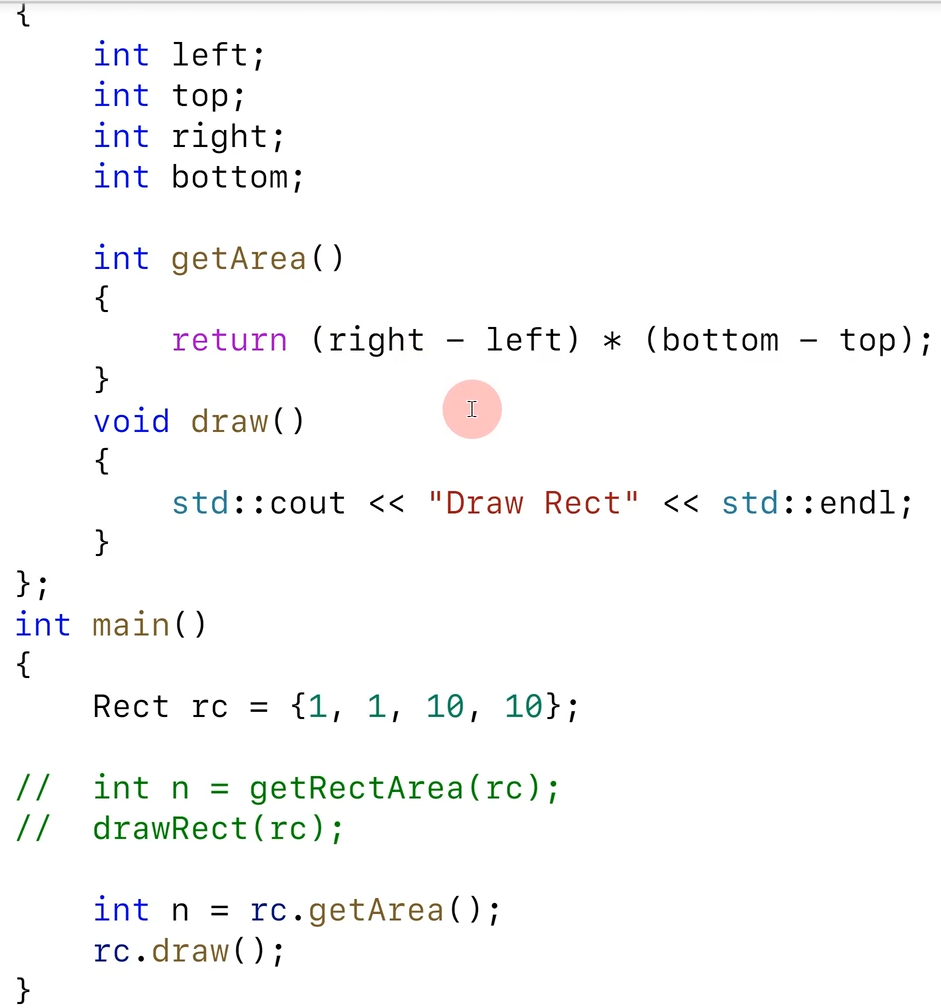 {
    int left;
    int top;
    int right;
    int bottom;
    int getArea()
    {
        return (right - left) * (bottom - top);
    }
    void draw()
    {
        std::cout << "Draw Rect" << std::endl;
    }
};
int main()
{
    Rect rc = {1, 1, 10, 10};
//  int n = getRectArea(rc);
//  drawRect(rc);
    int n = rc.getArea();
    rc.draw();
}